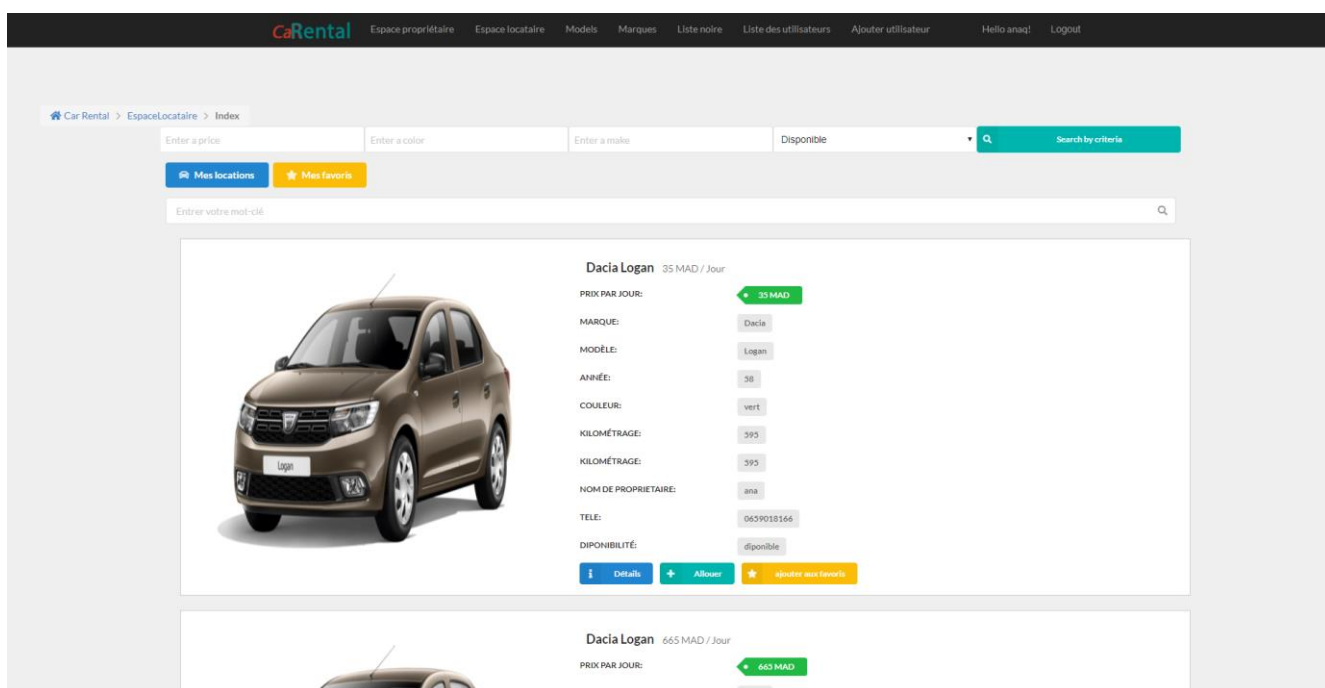 CaRental Espace propriétaire Espace locataire Models Marques Liste noire Liste des utilisateurs Ajouter utilisateur Hello anaq! Logout
Car Rental > EspaceLocataire > Index
Enter a price Enter a color Enter a make Disponible Search by criteria
Mes locations Mes favoris
Entrer votre mot-clé
Dacia Logan 35 MAD / Jour
PRIX PAR JOUR: 35 MAD
MARQUE: Dacia
MODÈLE: Logan
ANNÉE: 58
COULEUR: vert
KILOMÉTRAGE: 595
KILOMÉTRAGE: 595
NOM DE PROPRIETAIRE: ana
TELE: 0659018166
DIPONIBILITÉ: diponible
Logan
Détails Allouer ajouter aux favoris
Dacia Logan 665 MAD / Jour
PRIX PAR JOUR: 665 MAD